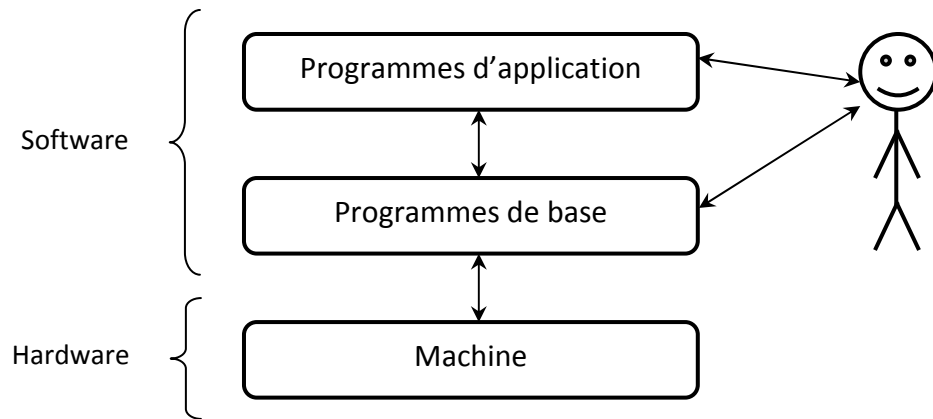 Programmes d’application
Software
Programmes de base
Hardware
Machine